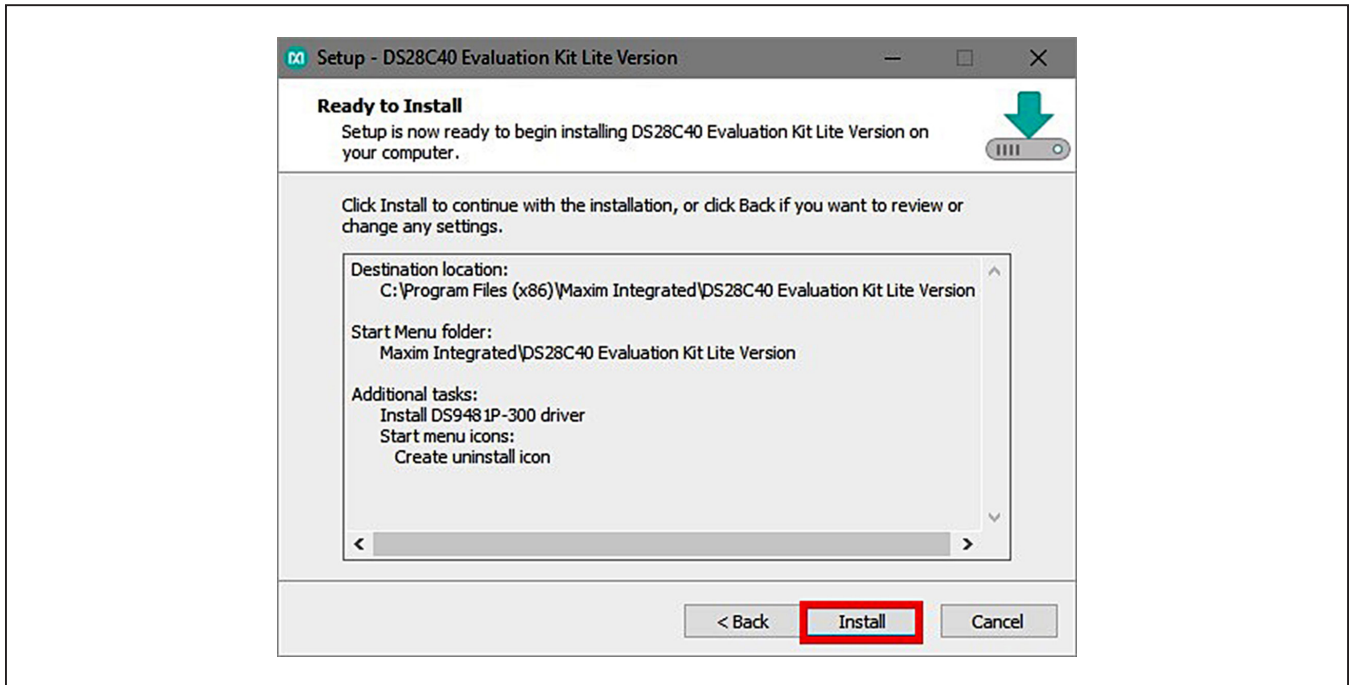 Setup - DS28C40 Evaluation Kit Lite Version
Ready to Install
Setup is now ready to begin installing DS28C40 Evaluation Kit Lite Version on
your computer.
Click Install to continue with the installation, or click Back if you want to review or
change any settings.
Destination location:
C:\Program Files (x86)\Maxim Integrated\DS28C40 Evaluation Kit Lite Version
Start Menu folder:
Maxim Integrated\DS28C40 Evaluation Kit Lite Version
Additional tasks:
Install DS9481P-300 driver
Start menu icons:
Create uninstall icon
< Back Install Cancel